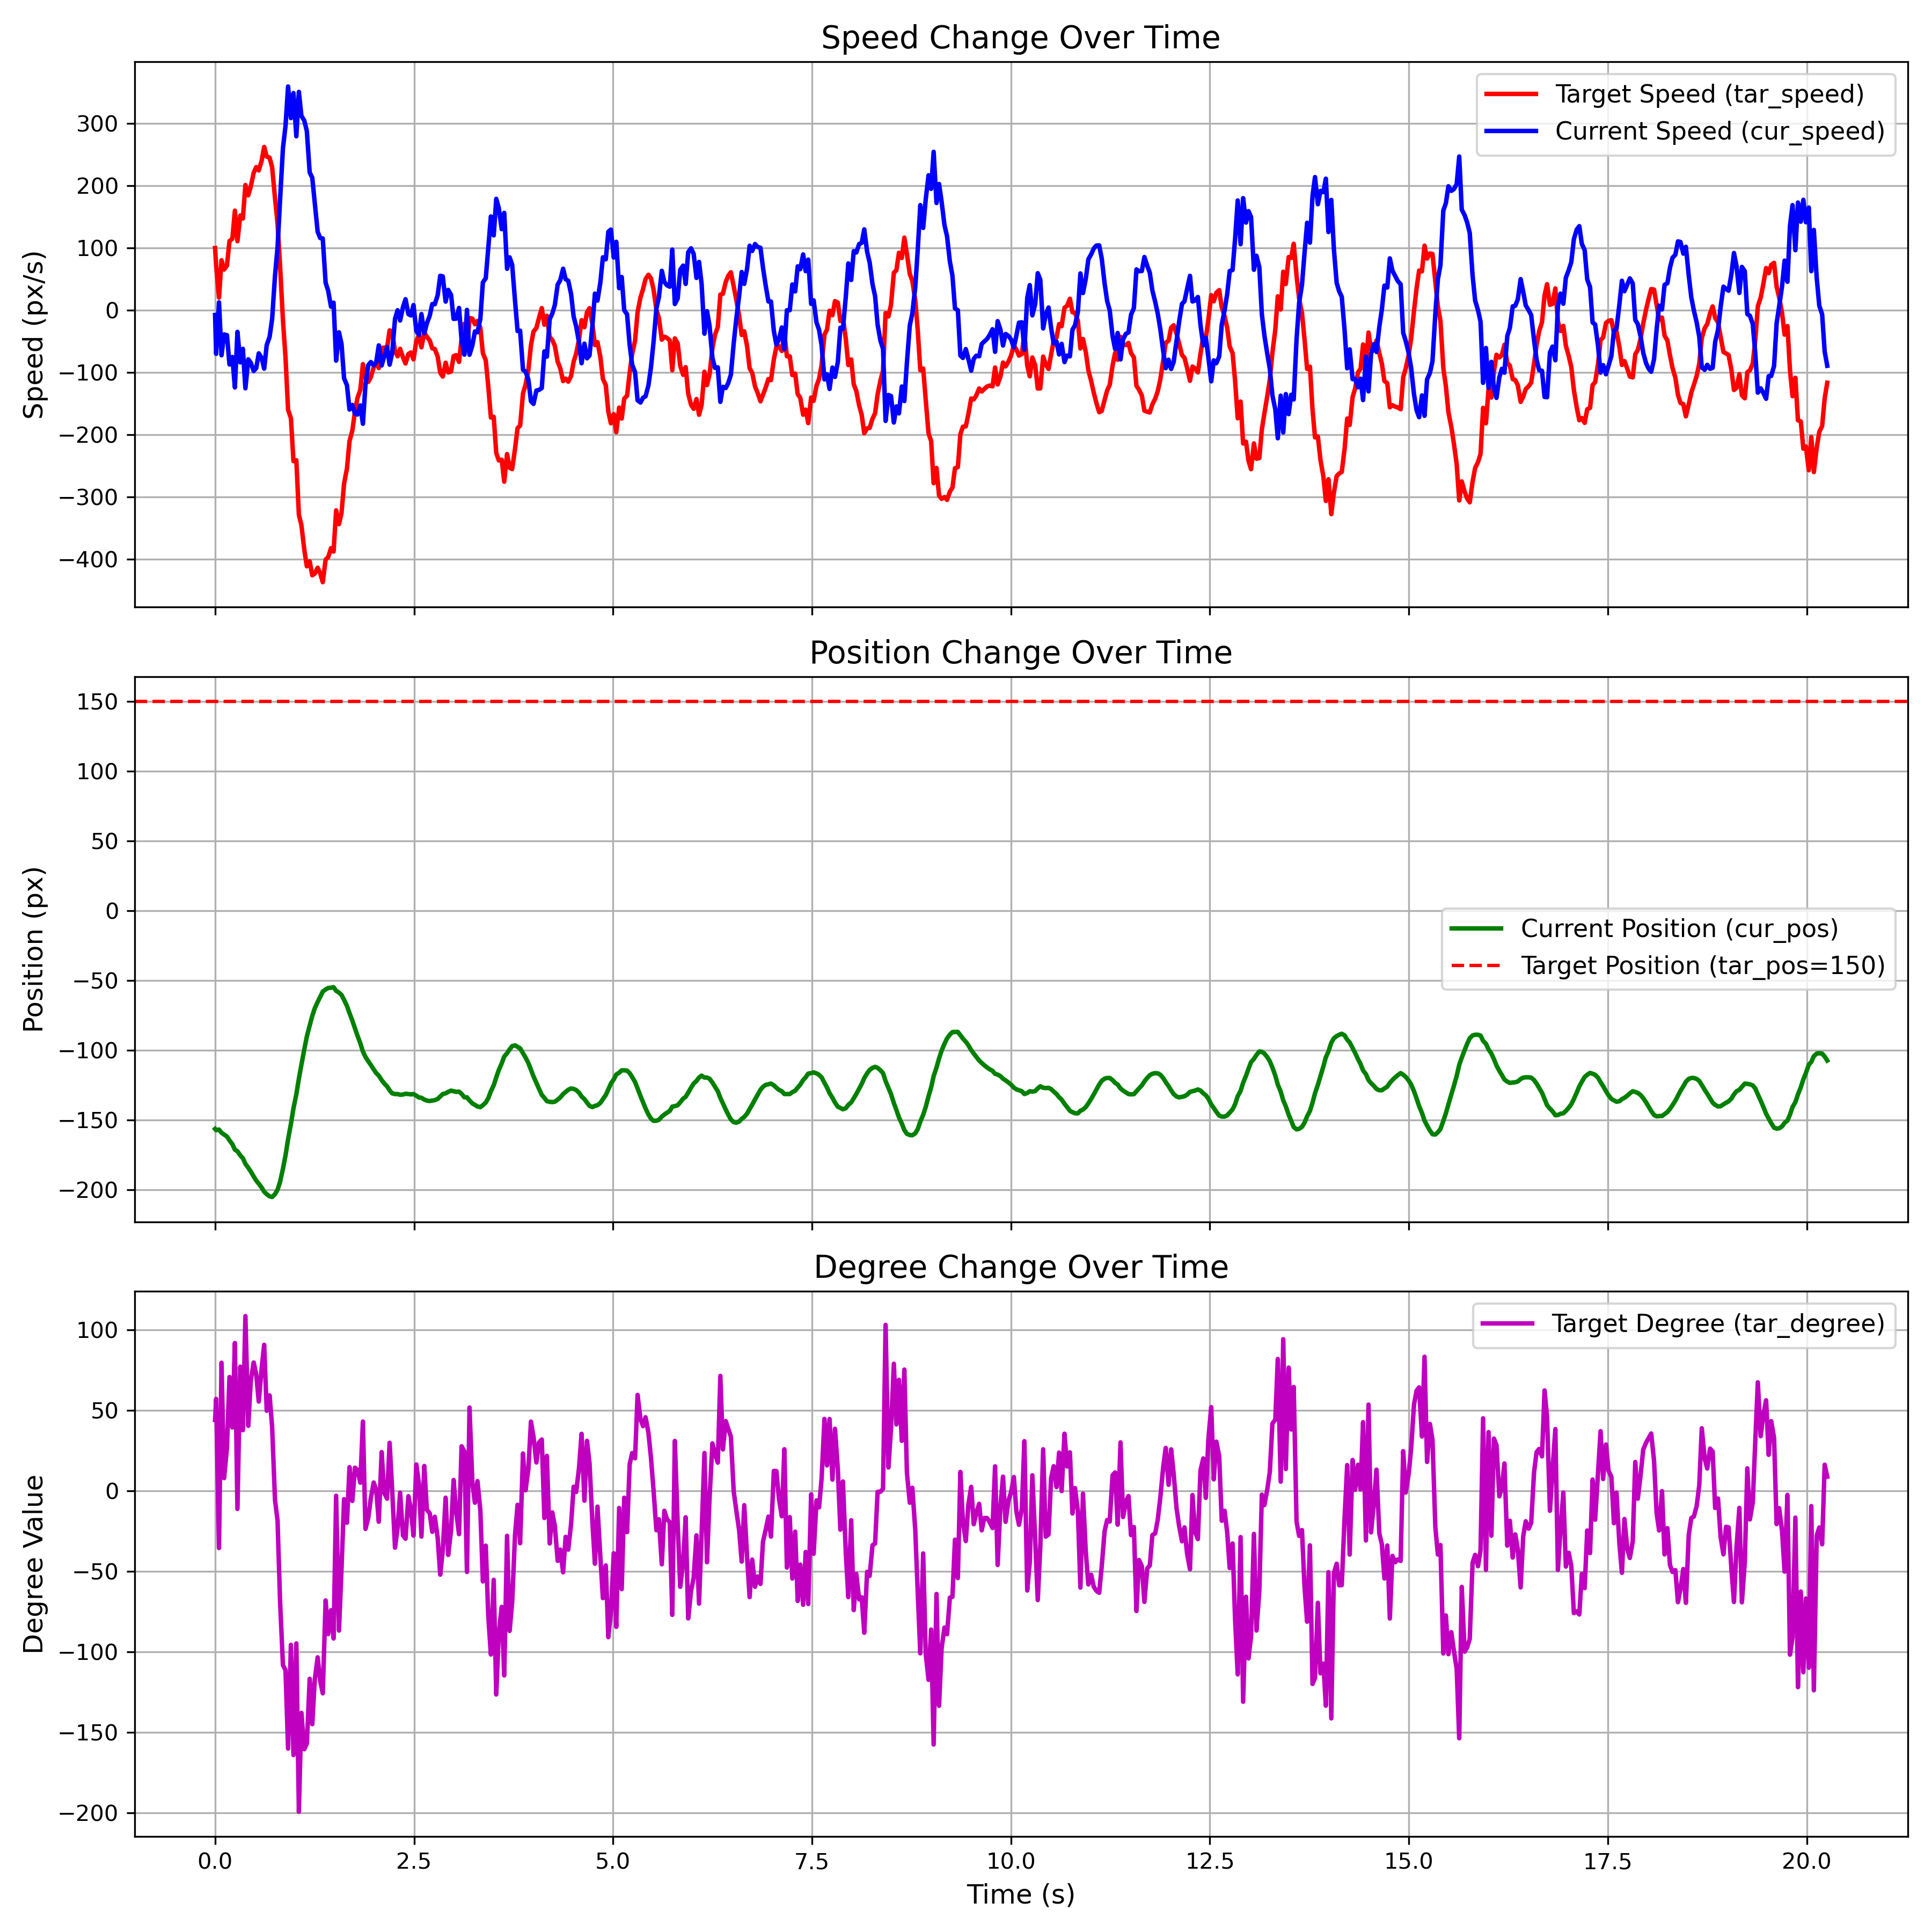 Speed Change Over Time
Target Speed (tar_speed)
Current Speed (cur_speed)
Speed (px/s)
300
200
100
0
−100
−200
−300
−400
Position Change Over Time
Current Position (cur_pos)
Target Position (tar_pos=150)
Position (px)
150
100
50
0
−50
−100
−150
−200
Degree Change Over Time
Target Degree (tar_degree)
Degree Value
100
50
0
−50
−100
−150
−200
0.0 2.5 5.0 7.5 10.0 12.5 15.0 17.5 20.0
Time (s)